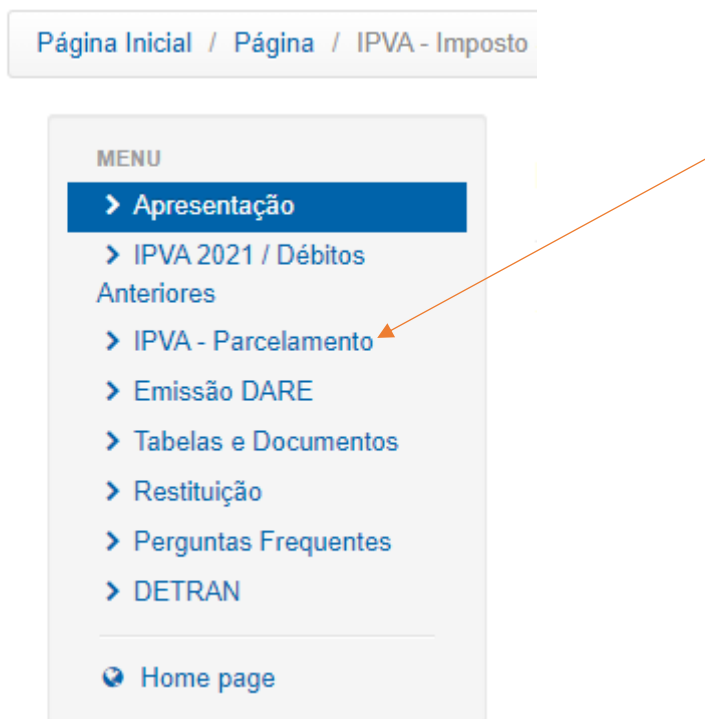 Página Inicial / Página / IPVA - Imposto
MENU
Apresentação
IPVA 2021 / Débitos
Anteriores
IPVA - Parcelamento
Emissão DARE
Tabelas e Documentos
Restituição
Perguntas Frequentes
DETRAN
Home page